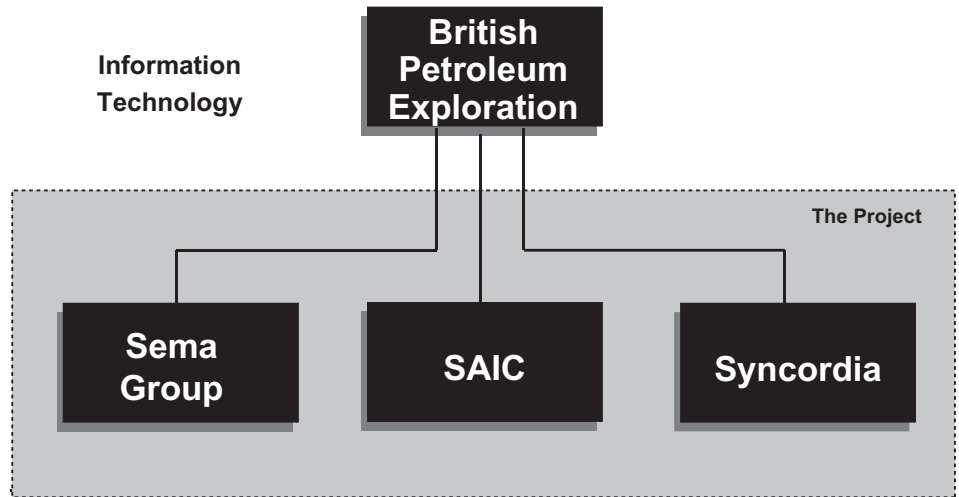 Information
Technology
British
Petroleum
Exploration
The Project
Sema
Group
SAIC
Syncordia